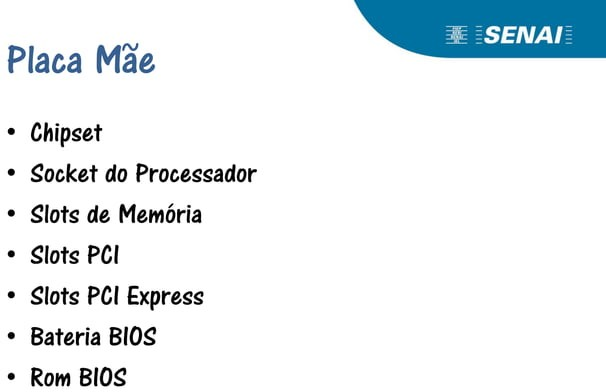 SENAI
Placa Mãe
• Chipset
• Socket do Processador
• Slots de Memória
• Slots PCI
• Slots PCI Express
• Bateria BIOS
• Rom BIOS